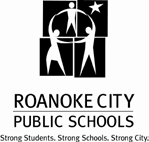 ROANOKE CITY
PUBLIC SCHOOLS
Strong Students. Strong Schools. Strong City.